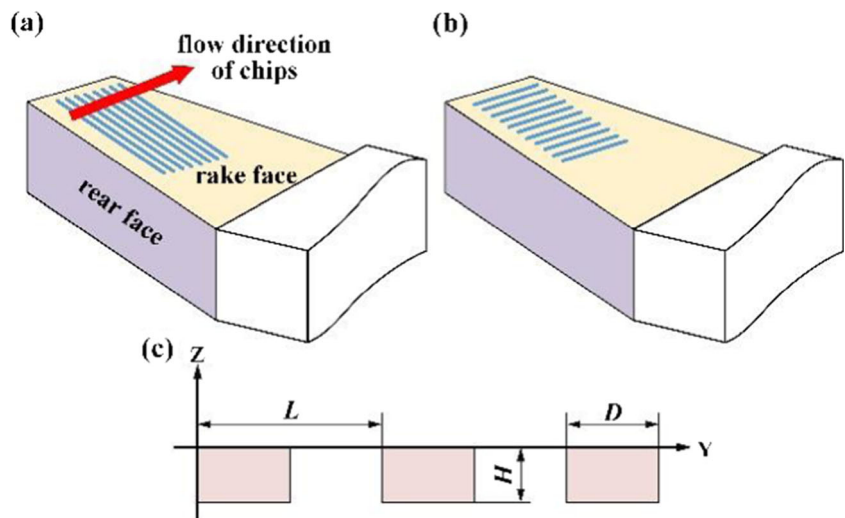 (a)
flow direction
of chips
rake face
rear face
(b)
(c)
Z
L
D
H
Y